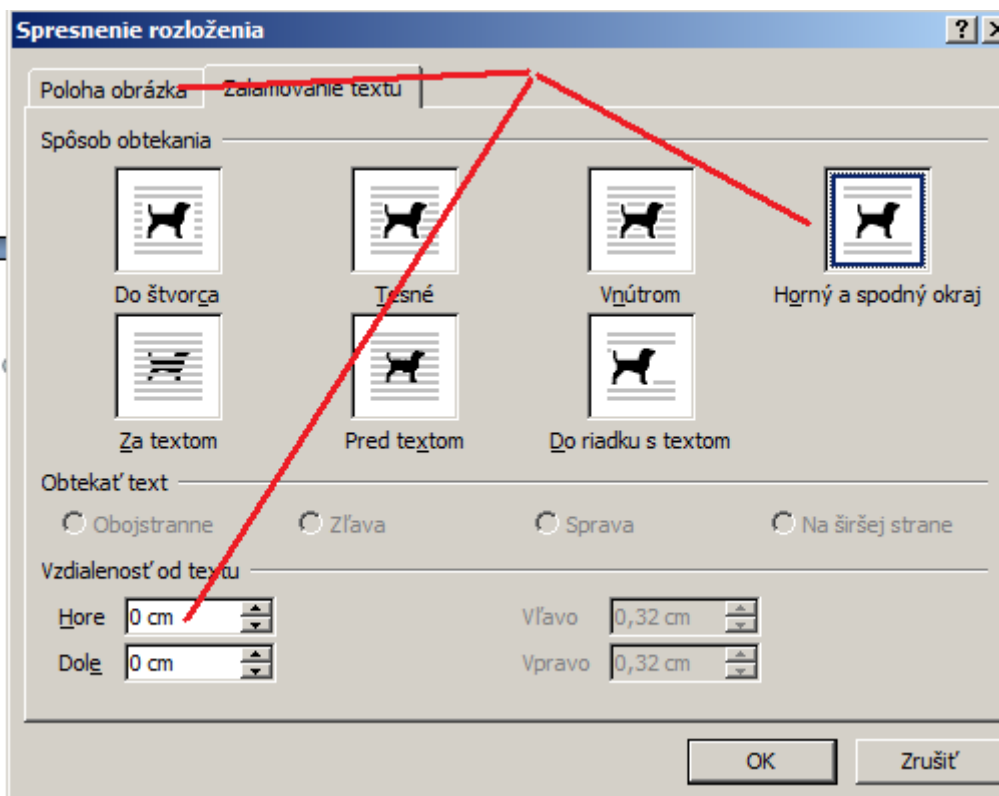 Spresnenie rozloženia
Poloha obrázka Zalamovanie textu
Spôsob obtekania
Do štvorca Tesné Vnútrom Horný a spodný okraj
Za textom Pred textom Do riadku s textom
Obtekať text
Obojstranne Zľava Sprava Na širšej strane
Vzdialenosť od textu
Hore 0 cm Vľavo 0,32 cm
Dole 0 cm Vpravo 0,32 cm
OK Zrušiť